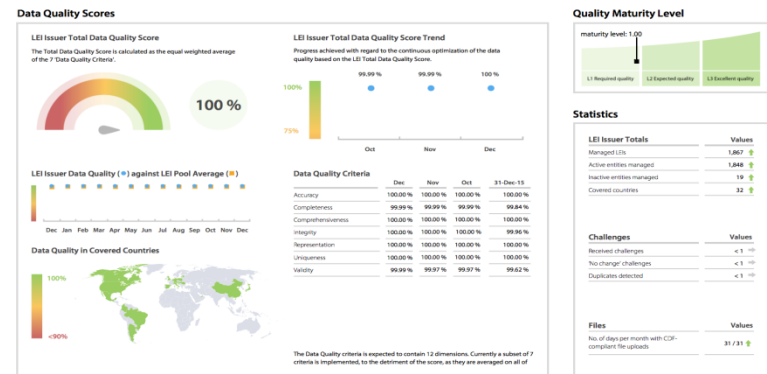 Data Quality Scores
LEI Issuer Total Data Quality Score
The Total Data Quality Score is calculated as the equal weighted average
of the 7 'Data Quality Criteria'.
100 %
LEI Issuer Total Data Quality Score Trend
Progress achieved with regard to the continuous optimization of the data
quality based on the LEI Total Data Quality Score.
99,99 % 99,99 % 100 %
100%
75%
Oct Nov Dec
LEI Issuer Data Quality (●) against LEI Pool Average (■)
Dec Jan Feb Mar Apr May Jun Jul Aug Sep Oct Nov Dec
Data Quality in Covered Countries
100%
<90%
Data Quality Criteria
Dec Nov Oct 31-Dec-15
Accuracy 100.00 % 100.00 % 100.00 % 100.00 %
Completeness 99.99 % 99.99 % 99.99 % 99.84 %
Comprehensiveness 100.00 % 100.00 % 100.00 % 100.00 %
Integrity 100.00 % 100.00 % 100.00 % 99.96 %
Representation 100.00 % 100.00 % 100.00 % 100.00 %
Uniqueness 100.00 % 100.00 % 100.00 % 100.00 %
Validity 99.99 % 99.97 % 99.97 % 99.62 %
The Data Quality criteria is expected to contain 12 dimensions. Currently a subset of 7
criteria is implemented, to the detriment of the score, as they are averaged on all of
Quality Maturity Level
maturity level: 1.00
L1 Required quality L2 Expected quality L3 Excellent quality
Statistics
LEI Issuer Totals Values
Managed LEIs 1,867
Active entities managed 1,848
Inactive entities managed 19
Covered countries 32
Challenges Values
Received challenges < 1
'No change' challenges < 1
Duplicates detected < 1
Files Values
No. of days per month with CDF-
compliant file uploads 31 / 31